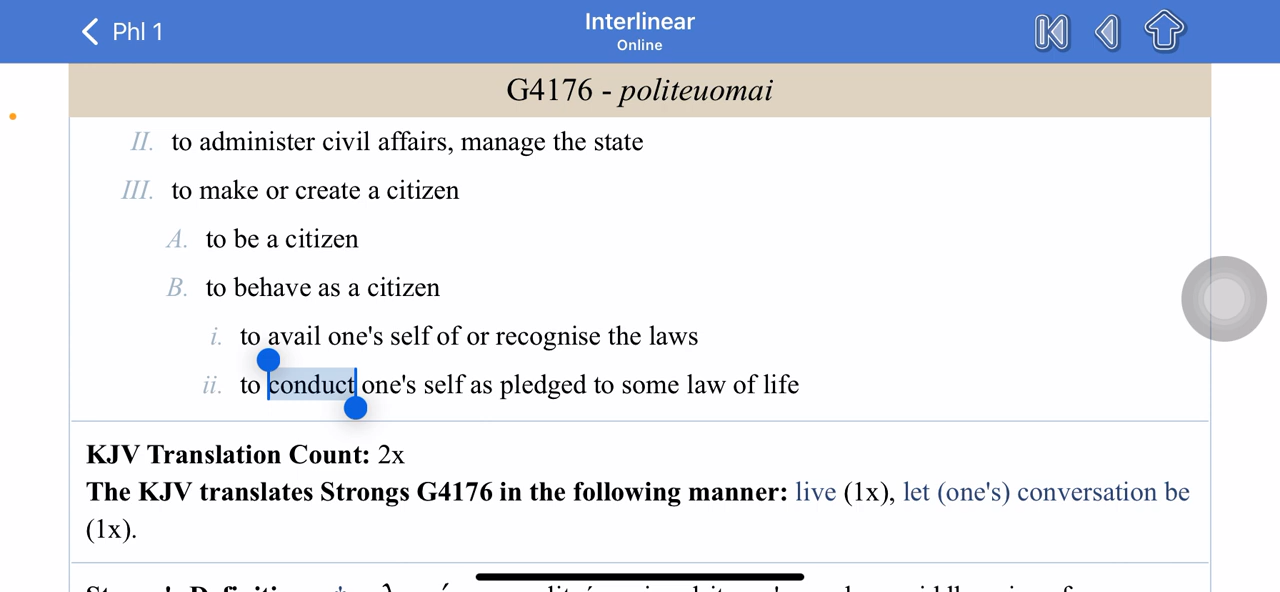 Phl 1
Interlinear
Online
G4176 - politeuomai
II. to administer civil affairs, manage the state
III. to make or create a citizen
A. to be a citizen
B. to behave as a citizen
i. to avail one's self of or recognise the laws
ii. to conduct one's self as pledged to some law of life
KJV Translation Count: 2x
The KJV translates Strongs G4176 in the following manner: live (1x), let (one's) conversation be
(1x).